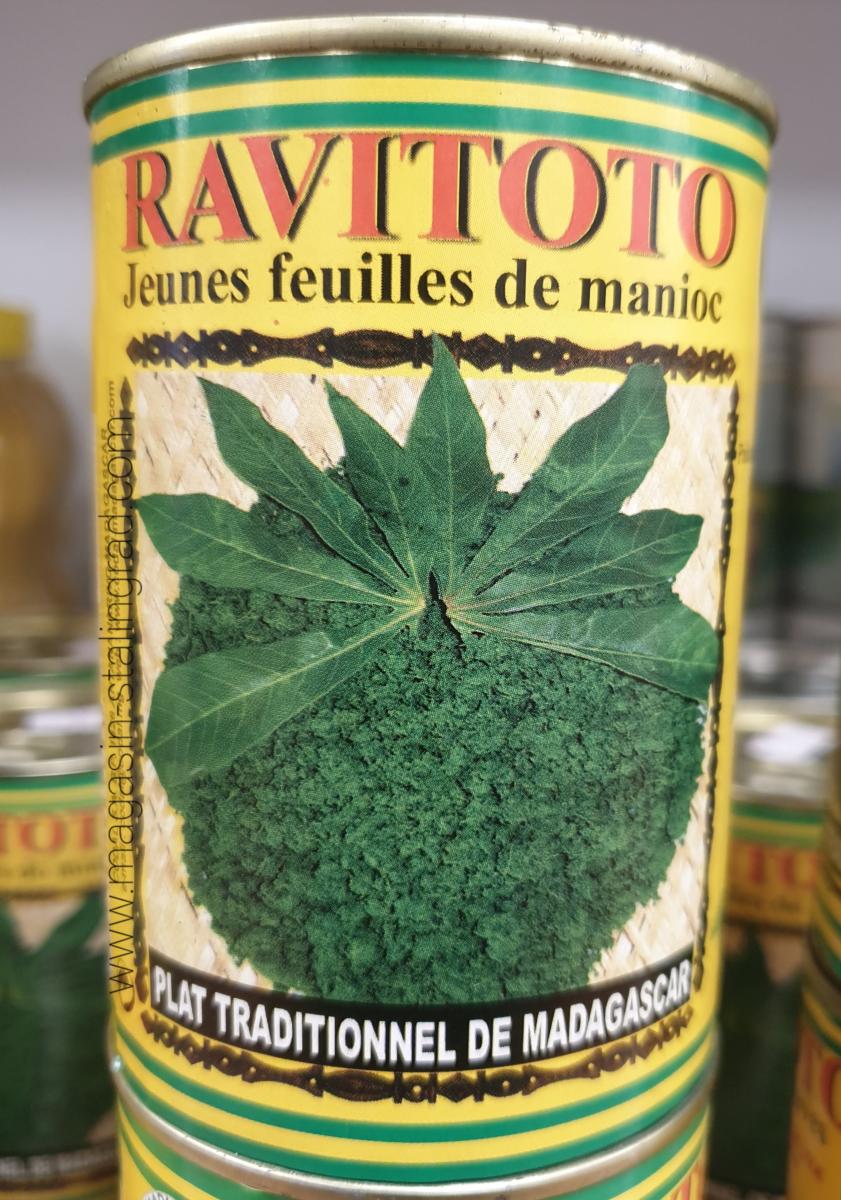 RAVITOTO
Jeunes feuilles de manioc
www.magasin-stalingrad.com
PLAT TRADITIONNEL DE MADAGASCAR